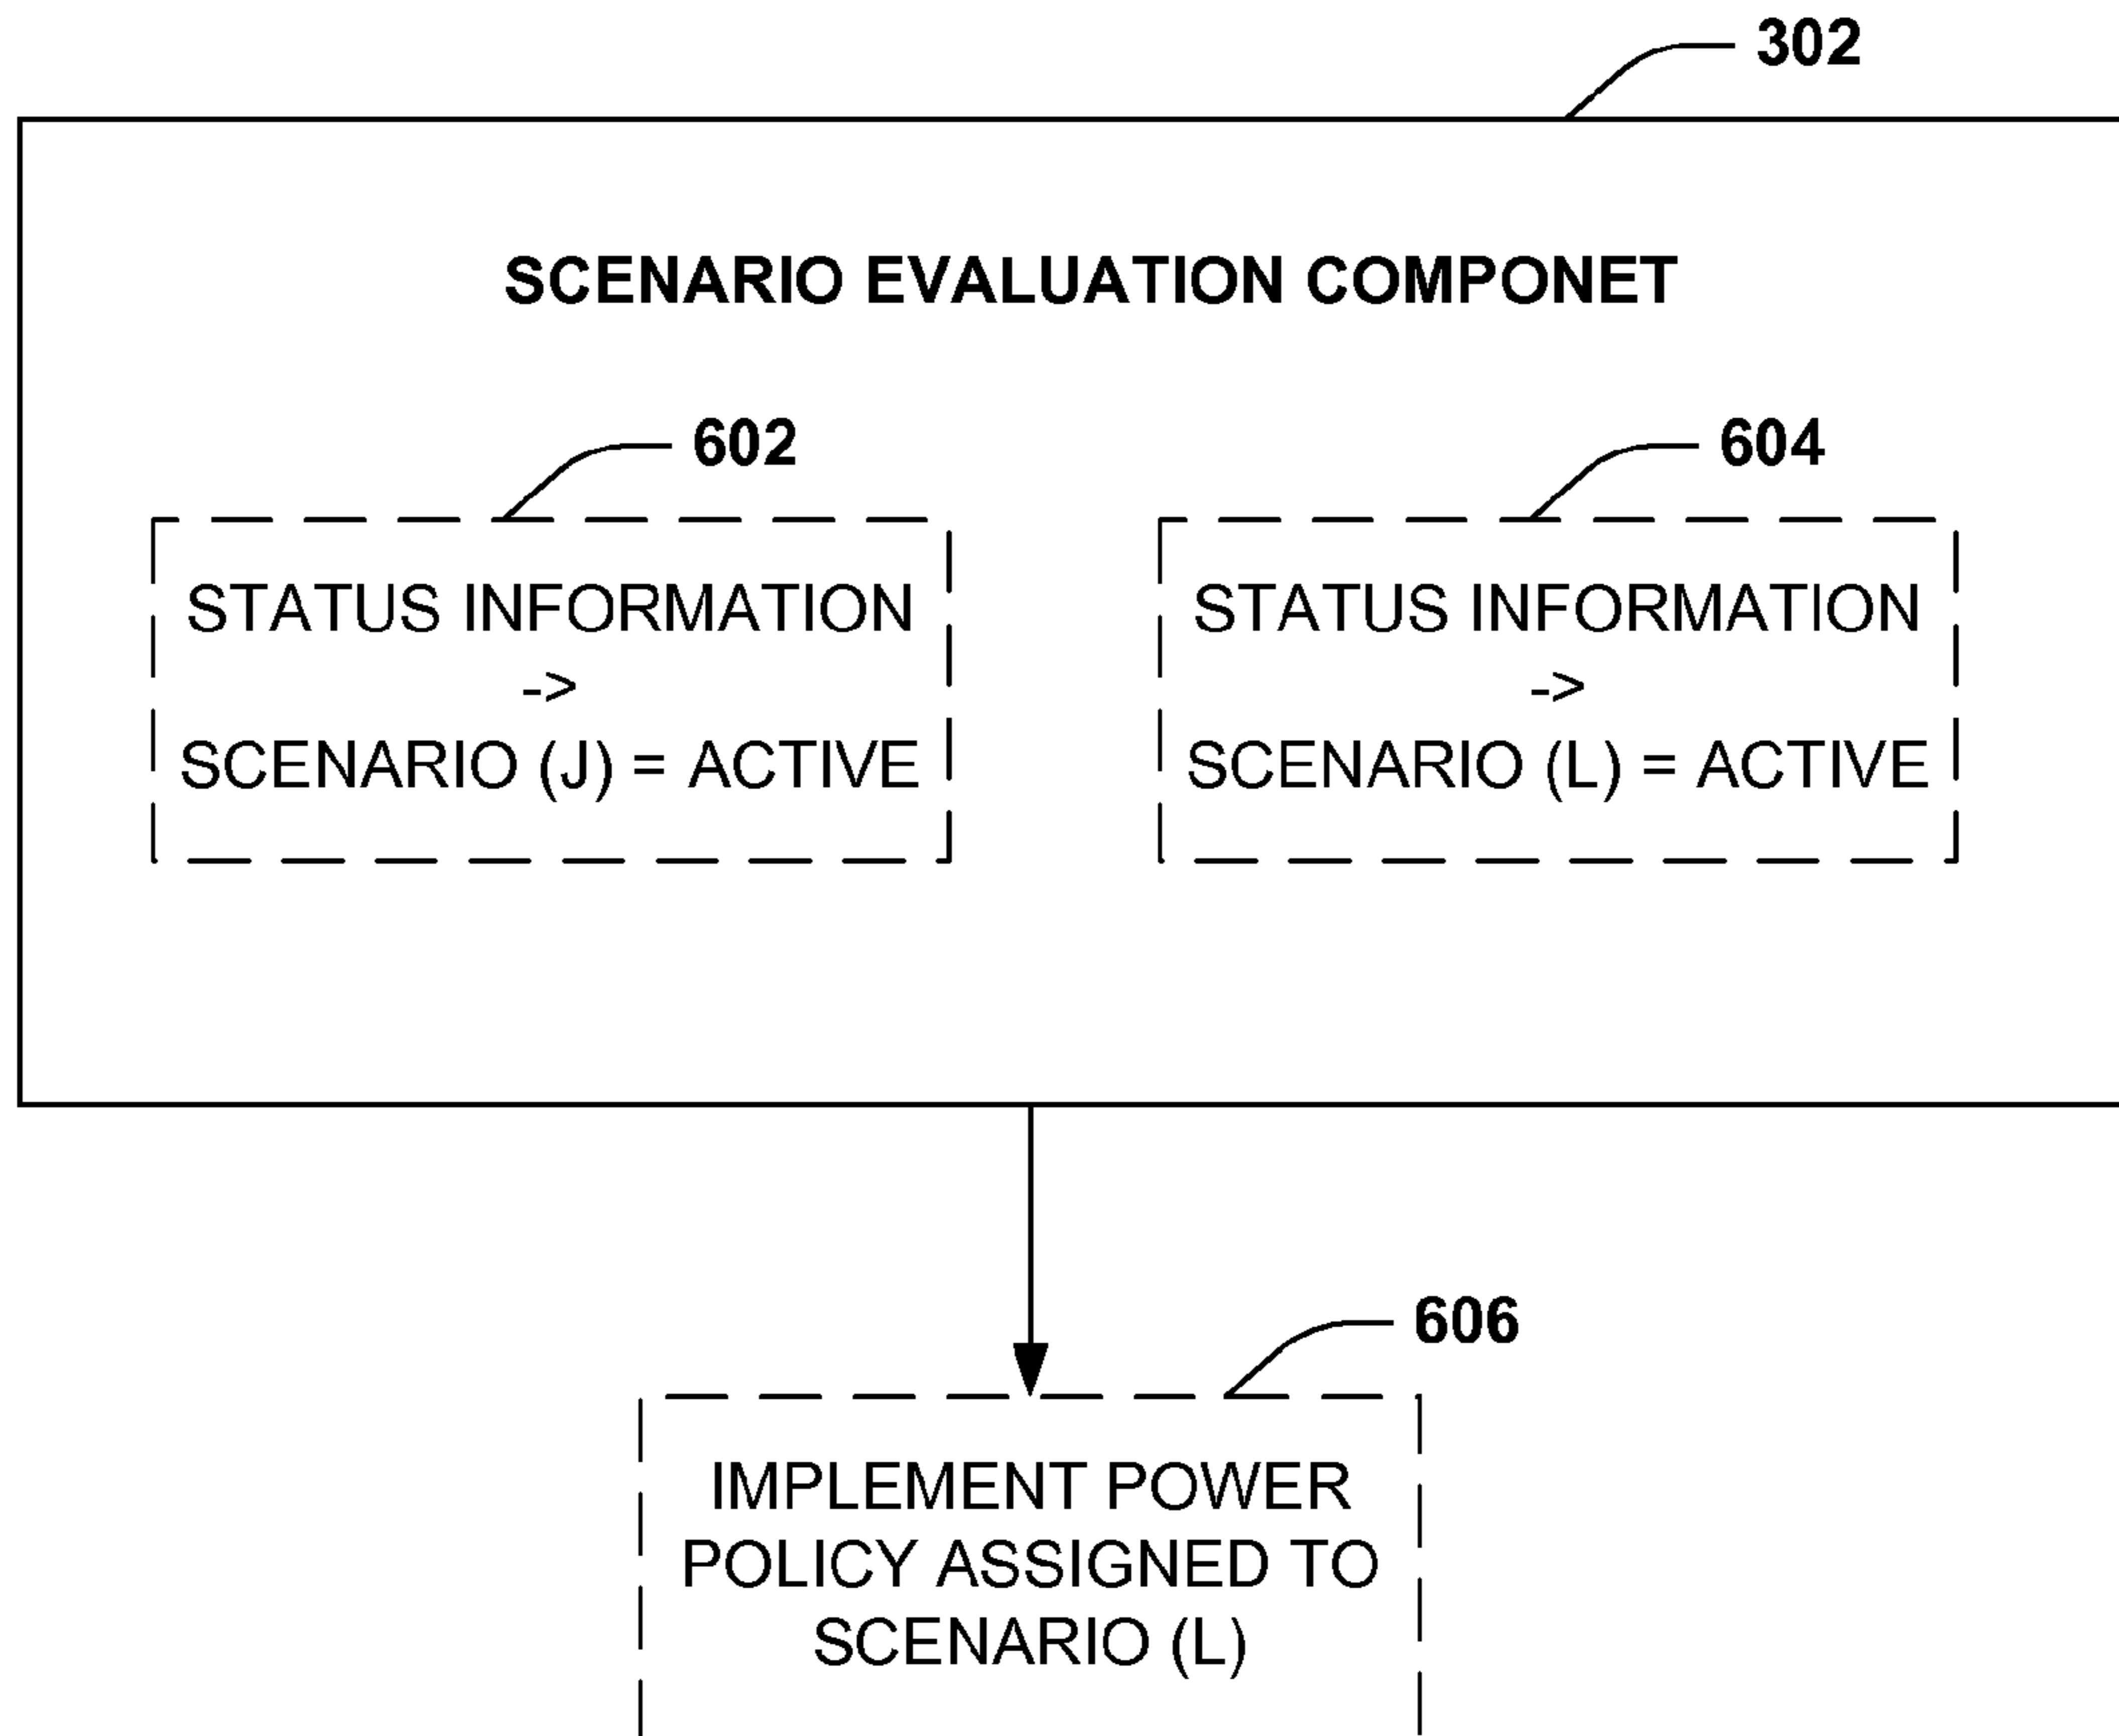 302
SCENARIO EVALUATION COMPONET
602
604
STATUS INFORMATION
->
SCENARIO (J) = ACTIVE
STATUS INFORMATION
->
SCENARIO (L) = ACTIVE
606
IMPLEMENT POWER
POLICY ASSIGNED TO
SCENARIO (L)